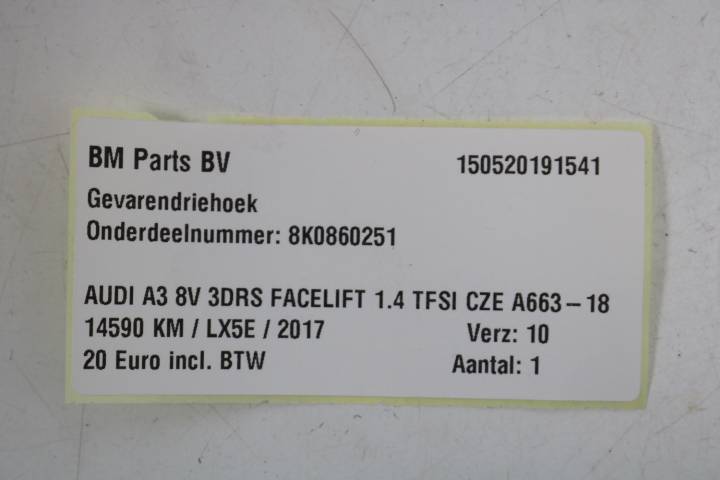 BM Parts BV 150520191541
Gevarendriehoek
Onderdeelnummer: 8K0860251
AUDI A3 8V 3DRS FACELIFT 1.4 TFSI CZE A663-18
14590 KM / LX5E / 2017 Verz: 10
20 Euro incl. BTW Aantal: 1